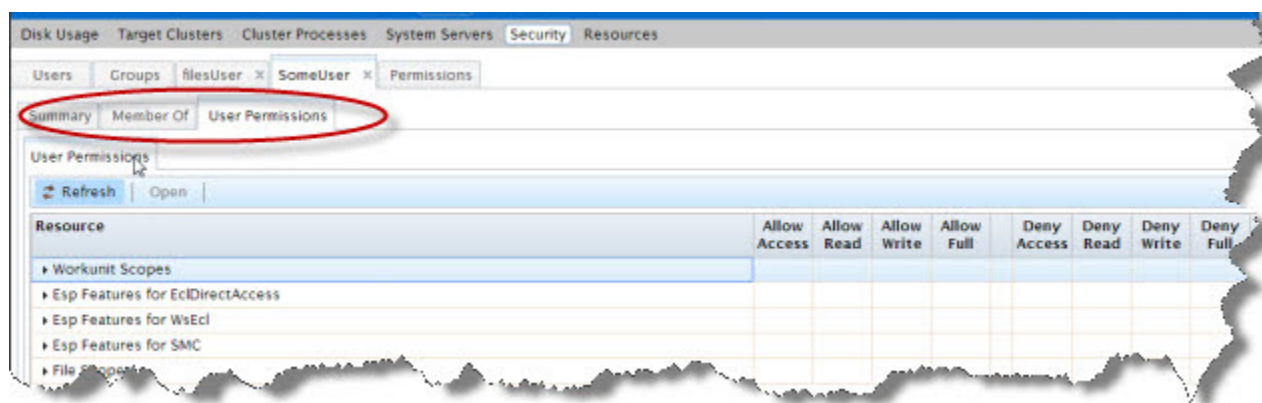 Disk Usage Target Clusters Cluster Processes System Servers Security Resources
Users Groups filesUser x SomeUser x Permissions
Summary Member Of User Permissions
User Permissions
Refresh Open
Resource Allow Access Allow Read Allow Write Allow Full Deny Access Deny Read Deny Write Deny Full
Workunit Scopes
Esp Features for EclDirectAccess
Esp Features for WsEcl
Esp Features for SMC
File Scopes